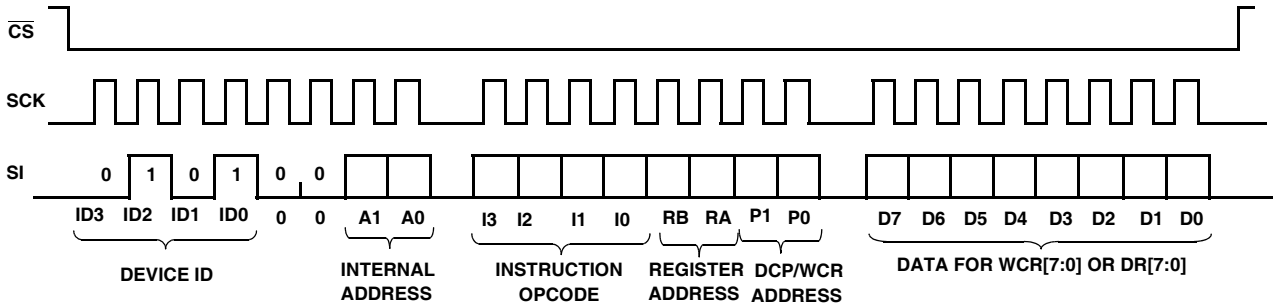 CS
SCK
SI
0 1 0 1 0 0
ID3 ID2 ID1 ID0 0 0 A1 A0 I3 I2 I1 I0 RB RA P1 P0 D7 D6 D5 D4 D3 D2 D1 D0
DEVICE ID
INTERNAL
ADDRESS
INSTRUCTION
OPCODE
REGISTER
ADDRESS
DCP/WCR
ADDRESS
DATA FOR WCR[7:0] OR DR[7:0]